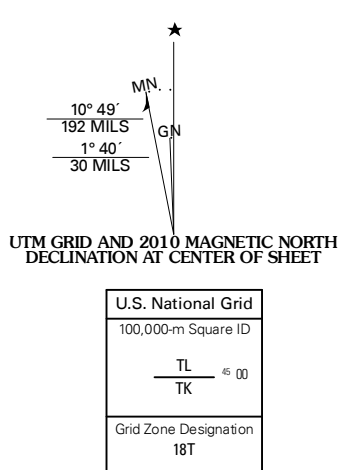 MN
10° 49´
192 MILS
GN
1° 40´
30 MILS
UTM GRID AND 2010 MAGNETIC NORTH
DECLINATION AT CENTER OF SHEET
U.S. National Grid
100,000-m Square ID
TL
45 00
TK
Grid Zone Designation
18T